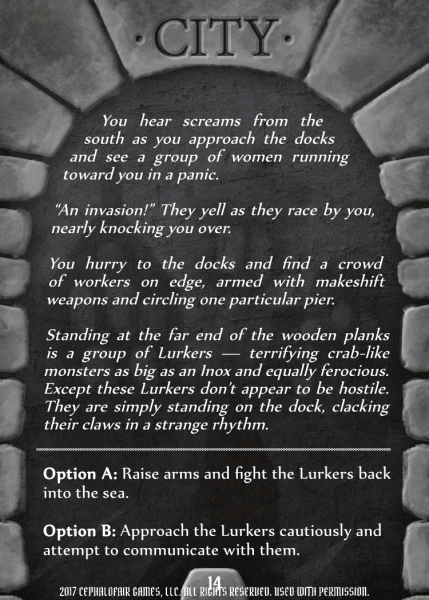 · CITY ·
You hear screams from the
south as you approach the docks
and see a group of women running
toward you in a panic.
“An invasion!” They yell as they race by you,
nearly knocking you over.
You hurry to the docks and find a crowd
of workers on edge, armed with makeshift
weapons and circling one particular pier.
Standing at the far end of the wooden planks
is a group of Lurkers — terrifying crab-like
monsters as big as an Inox and equally ferocious.
Except these Lurkers don’t appear to be hostile.
They are simply standing on the dock, clacking
their claws in a strange rhythm.
Option A: Raise arms and fight the Lurkers back
into the sea.
Option B: Approach the Lurkers cautiously and
attempt to communicate with them.
14
2017 CEPHALOFAIR GAMES, LLC. ALL RIGHTS RESERVED. USED WITH PERMISSION.